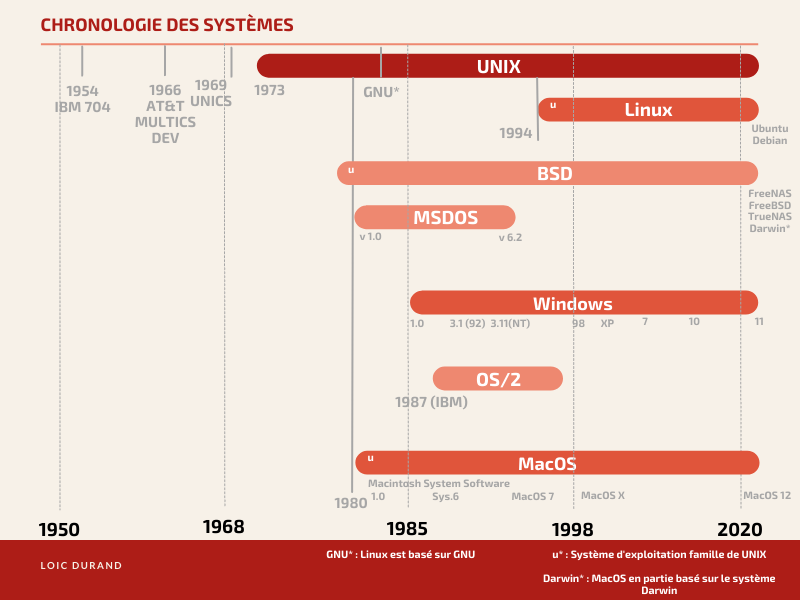 CHRONOLOGIE DES SYSTÈMES
UNIX
1954
IBM 704
1966
AT&T
MULTICS
DEV
1969
UNICS
1973
GNU*
u
Linux
1994
Ubuntu
Debian
u
BSD
FreeNAS
FreeBSD
TrueNAS
Darwin*
MSDOS
v 1.0
v 6.2
Windows
1.0
3.1 (92)
3.11(NT)
98
XP
7
10
11
OS/2
1987 (IBM)
u
MacOS
Macintosh System Software
1980
1.0
Sys.6
MacOS 7
MacOS X
MacOS 12
1950
1968
1985
1998
2020
LOIC DURAND
GNU* : Linux est basé sur GNU
u* : Système d'exploitation famille de UNIX
Darwin* : MacOS en partie basé sur le système
Darwin